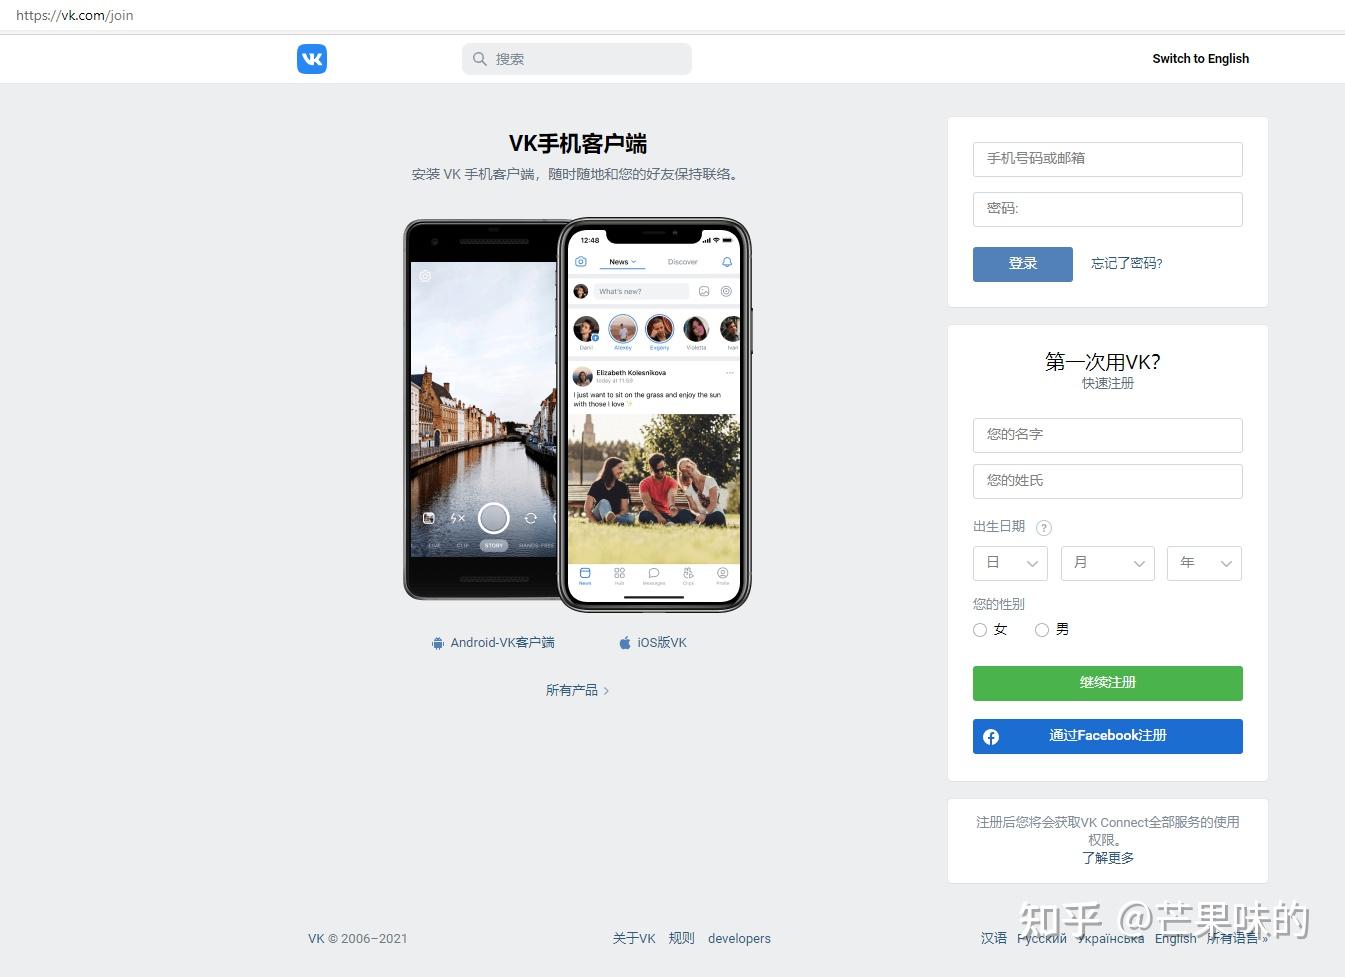 https://vk.com/join
搜索
Switch to English
VK手机客户端
安装 VK 手机客户端，随时随地和您的好友保持联络。
12:48
News
Discover
What's new?
Danil
Alexey
Evgeny
Violetta
Ivan
Elizabeth Kolesnikova
today at 11:59
I just want to sit on the grass and enjoy the sun
with those I love ✨
LIVE
CLIP
STORY
HANDS-FREE
News
Hub
Messages
Clips
Profile
Android-VK客户端
iOS版VK
所有产品
手机号码或邮箱
密码:
登录
忘记了密码?
第一次用VK?
快速注册
您的名字
您的姓氏
出生日期 ?
日
月
年
您的性别
女
男
继续注册
通过Facebook注册
注册后您将会获取VK Connect全部服务的使用
权限。
了解更多
VK © 2006–2021
关于VK 规则 developers
汉语 Русский Українська English 所有语言 »
知乎 @芒果味的